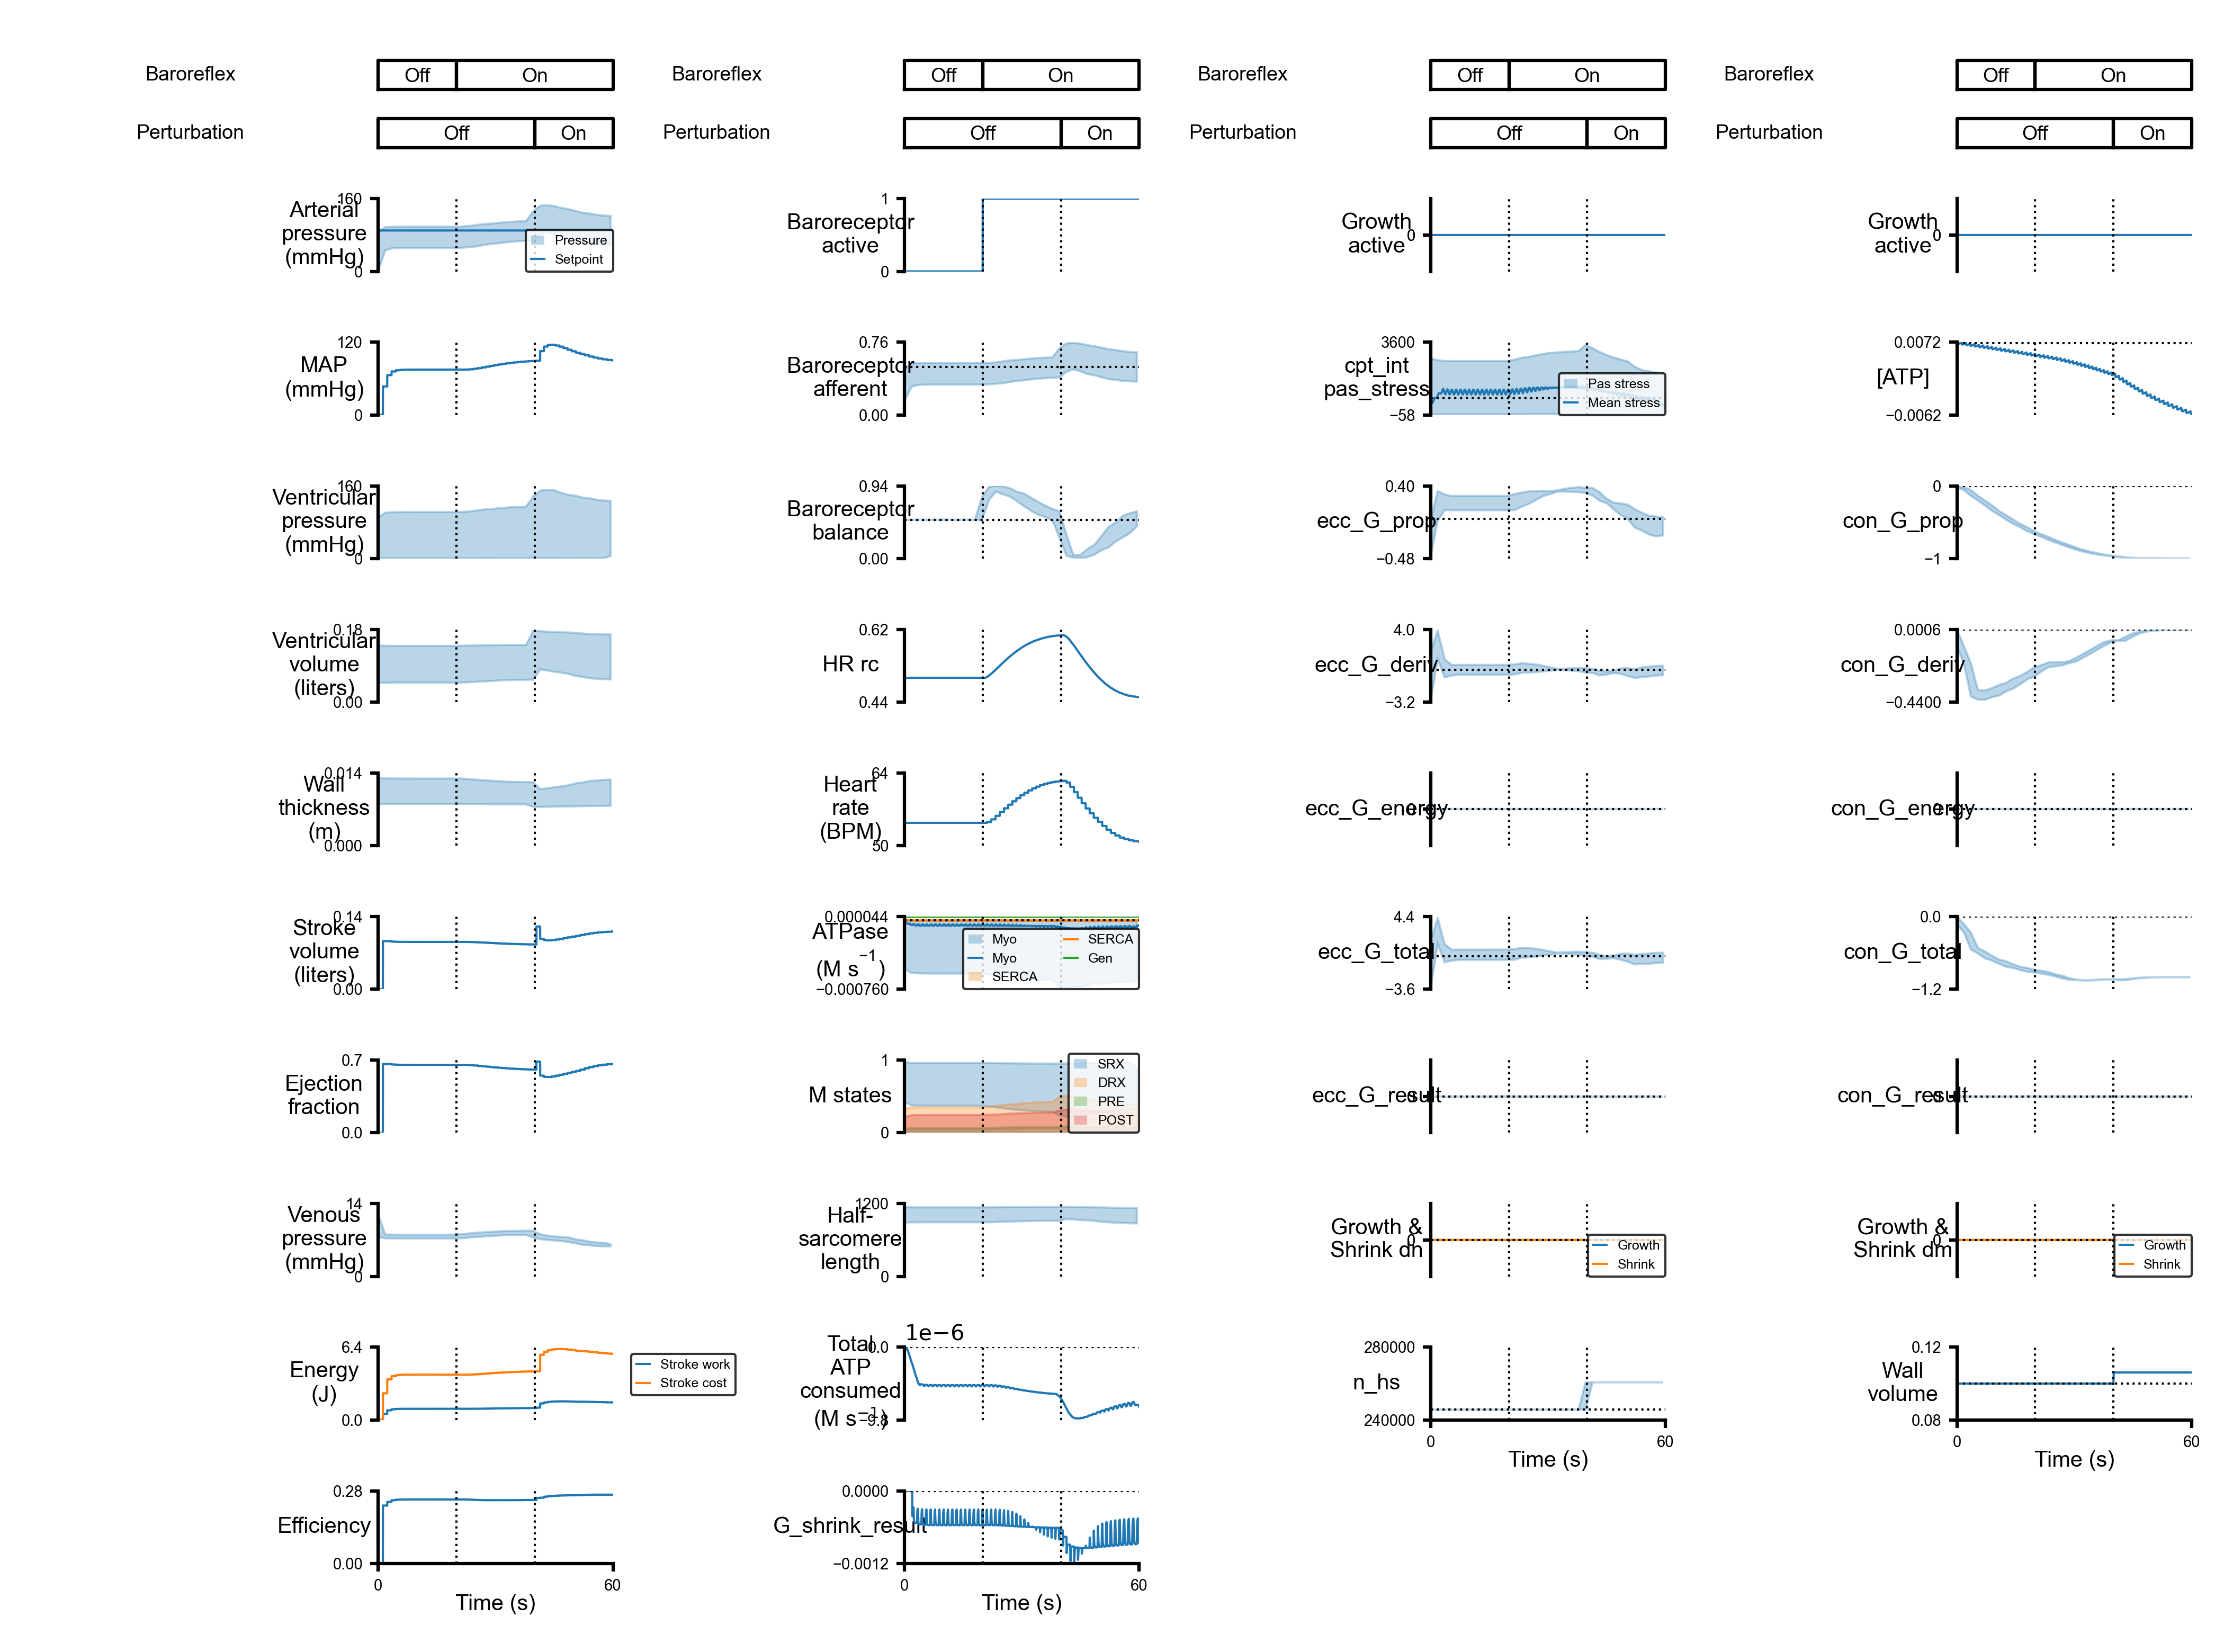 Baroreflex
Off
On
Baroreflex
Off
On
Baroreflex
Off
On
Baroreflex
Off
On
Perturbation
Off
On
Perturbation
Off
On
Perturbation
Off
On
Perturbation
Off
On
Arterial
pressure
(mmHg)
160
0
Pressure
Setpoint
MAP
(mmHg)
120
0
Ventricular
pressure
(mmHg)
160
0
Ventricular
volume
(liters)
0.18
0.00
Wall
thickness
(m)
0.014
0.000
Stroke
volume
(liters)
0.14
0.00
Ejection
fraction
0.7
0.0
Venous
pressure
(mmHg)
14
0
Energy
(J)
6.4
0.0
Stroke work
Stroke cost
Efficiency
0.28
0.00
0
60
Time (s)
Baroreceptor
active
1
0
Baroreceptor
afferent
0.76
0.00
Baroreceptor
balance
0.94
0.00
HR rc
0.62
0.44
Heart
rate
(BPM)
64
50
ATPase
(M s−1)
0.000044
−0.000760
Myo
Myo
SERCA
SERCA
Gen
M states
1
0
SRX
DRX
PRE
POST
Half-
sarcomere
length
1200
0
Total
ATP
consumed
(M s−1)
1e−6
0.0
−9.8
G_shrink_result
0.0000
−0.0012
0
60
Time (s)
Growth
active
0
cpt_int
pas_stress
3600
−58
Pas stress
Mean stress
ecc_G_prop
0.40
−0.48
ecc_G_deriv
4.0
−3.2
ecc_G_energy
0
ecc_G_total
4.4
−3.6
ecc_G_result
0
Growth &
Shrink dn
0
Growth
Shrink
n_hs
280000
240000
0
60
Time (s)
Growth
active
0
[ATP]
0.0072
−0.0062
con_G_prop
0
−1
con_G_deriv
0.0006
−0.4400
con_G_energy
con_G_total
0.0
−1.2
con_G_result
0
Growth &
Shrink dm
0
Growth
Shrink
Wall
volume
0.12
0.08
0
60
Time (s)